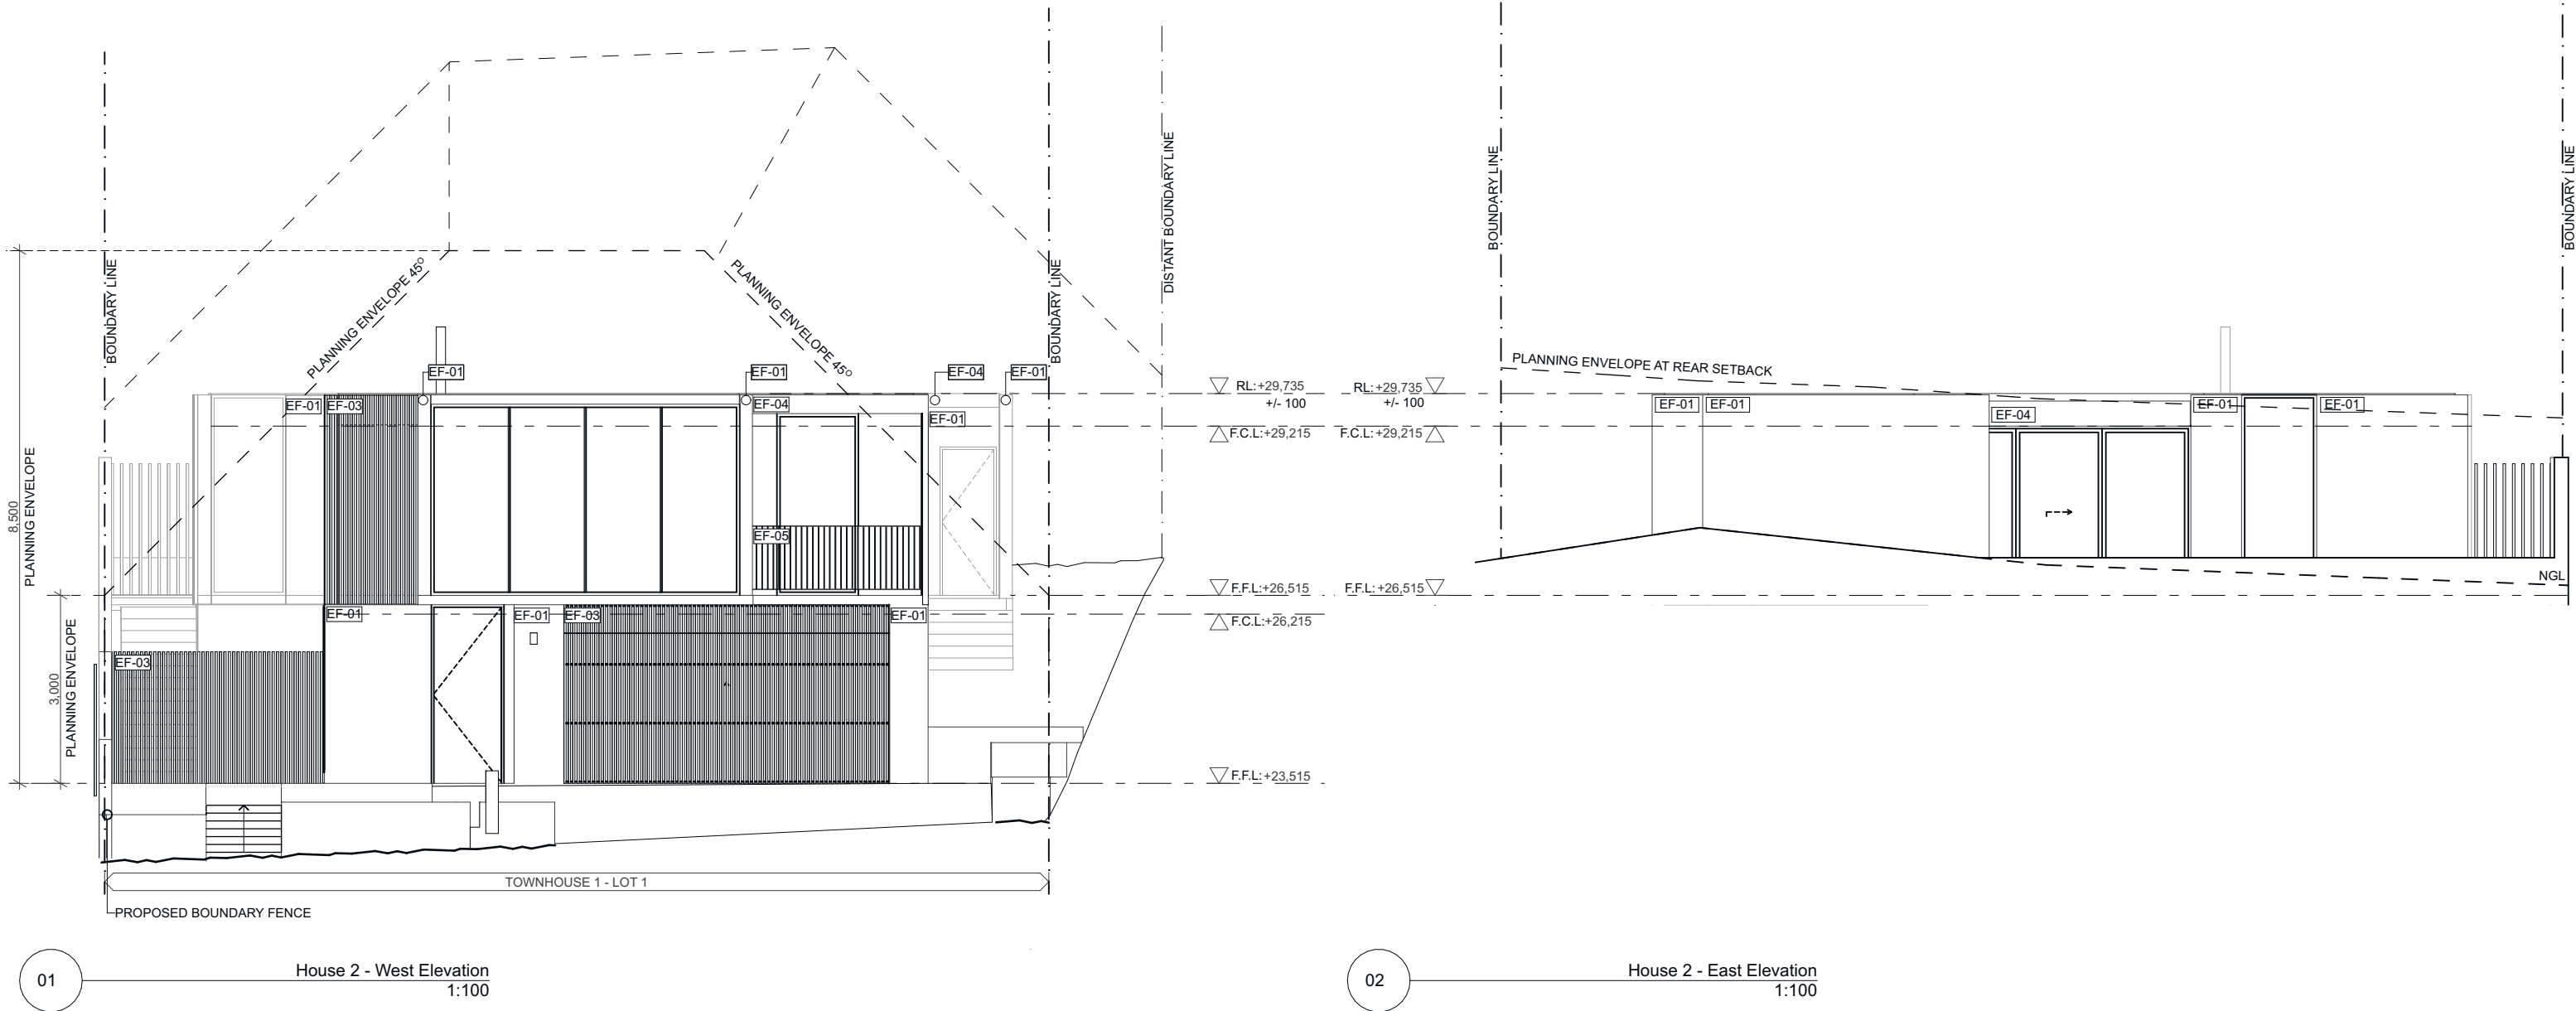 BOUNDARY LINE
PLANNING ENVELOPE 45°
PLANNING ENVELOPE 45°
BOUNDARY LINE
DISTANT BOUNDARY LINE
8,500
PLANNING ENVELOPE
3,000
PLANNING ENVELOPE
EF-01
EF-01
EF-04
EF-01
EF-01
EF-03
EF-04
EF-01
EF-05
EF-01
EF-01
EF-03
EF-01
EF-03
RL:+29,735
+/- 100
F.C.L:+29,215
F.F.L:+26,515
F.C.L:+26,215
F.F.L:+23,515
TOWNHOUSE 1 - LOT 1
PROPOSED BOUNDARY FENCE
01
House 2 - West Elevation
1:100
RL:+29,735
+/- 100
F.C.L:+29,215
F.F.L:+26,515
BOUNDARY LINE
PLANNING ENVELOPE AT REAR SETBACK
BOUNDARY LINE
EF-01
EF-01
EF-04
EF-01
EF-01
NGL
02
House 2 - East Elevation
1:100